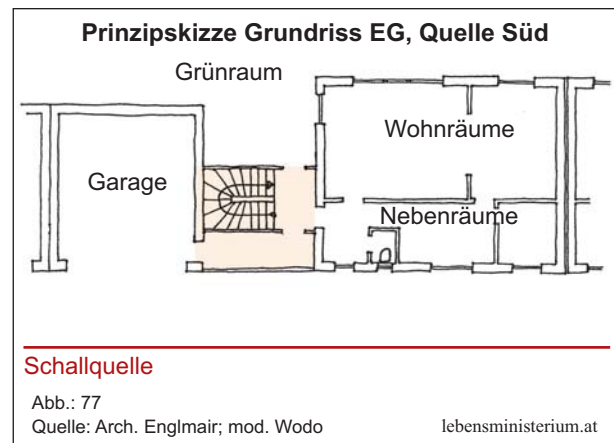 Prinzipskizze Grundriss EG, Quelle Süd
Grünraum
Wohnräume
Garage
Nebenräume
Schallquelle
Abb.: 77
Quelle: Arch. Englmair; mod. Wodo
lebensministerium.at